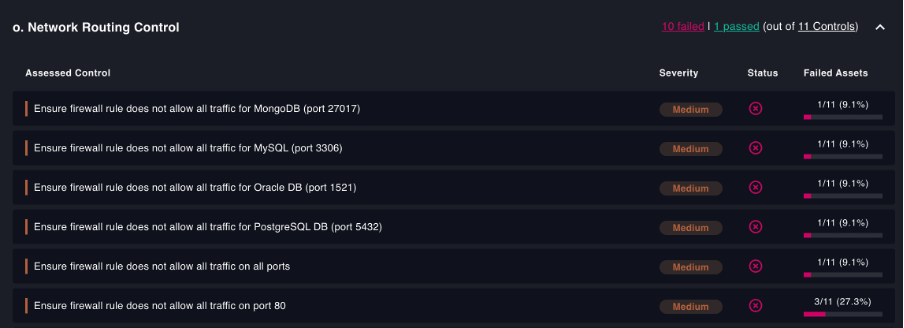 o. Network Routing Control 10 failed | 1 passed (out of 11 Controls)
Assessed Control Severity Status Failed Assets
Ensure firewall rule does not allow all traffic for MongoDB (port 27017) Medium 1/11 (9.1%)
Ensure firewall rule does not allow all traffic for MySQL (port 3306) Medium 1/11 (9.1%)
Ensure firewall rule does not allow all traffic for Oracle DB (port 1521) Medium 1/11 (9.1%)
Ensure firewall rule does not allow all traffic for PostgreSQL DB (port 5432) Medium 1/11 (9.1%)
Ensure firewall rule does not allow all traffic on all ports Medium 1/11 (9.1%)
Ensure firewall rule does not allow all traffic on port 80 Medium 3/11 (27.3%)